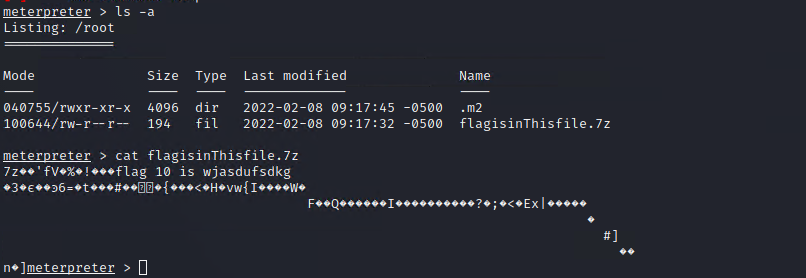 meterpreter > ls -a
Listing: /root
==============
Mode Size Type Last modified Name
---- ---- ---- ------------- ----
040755/rwxr-xr-x 4096 dir 2022-02-08 09:17:45 -0500 .m2
100644/rw-r--r-- 194 fil 2022-02-08 09:17:32 -0500 flagisinThisfile.7z
meterpreter > cat flagisinThisfile.7z
7z��'fV�%�!���flag 10 is wjasdufsdkg
�3�є��э6=�t���#���{���<�H�vw{I����W�
F��Q������I����������?�;�<�Ex|�����
�
#]
��
n�]meterpreter >